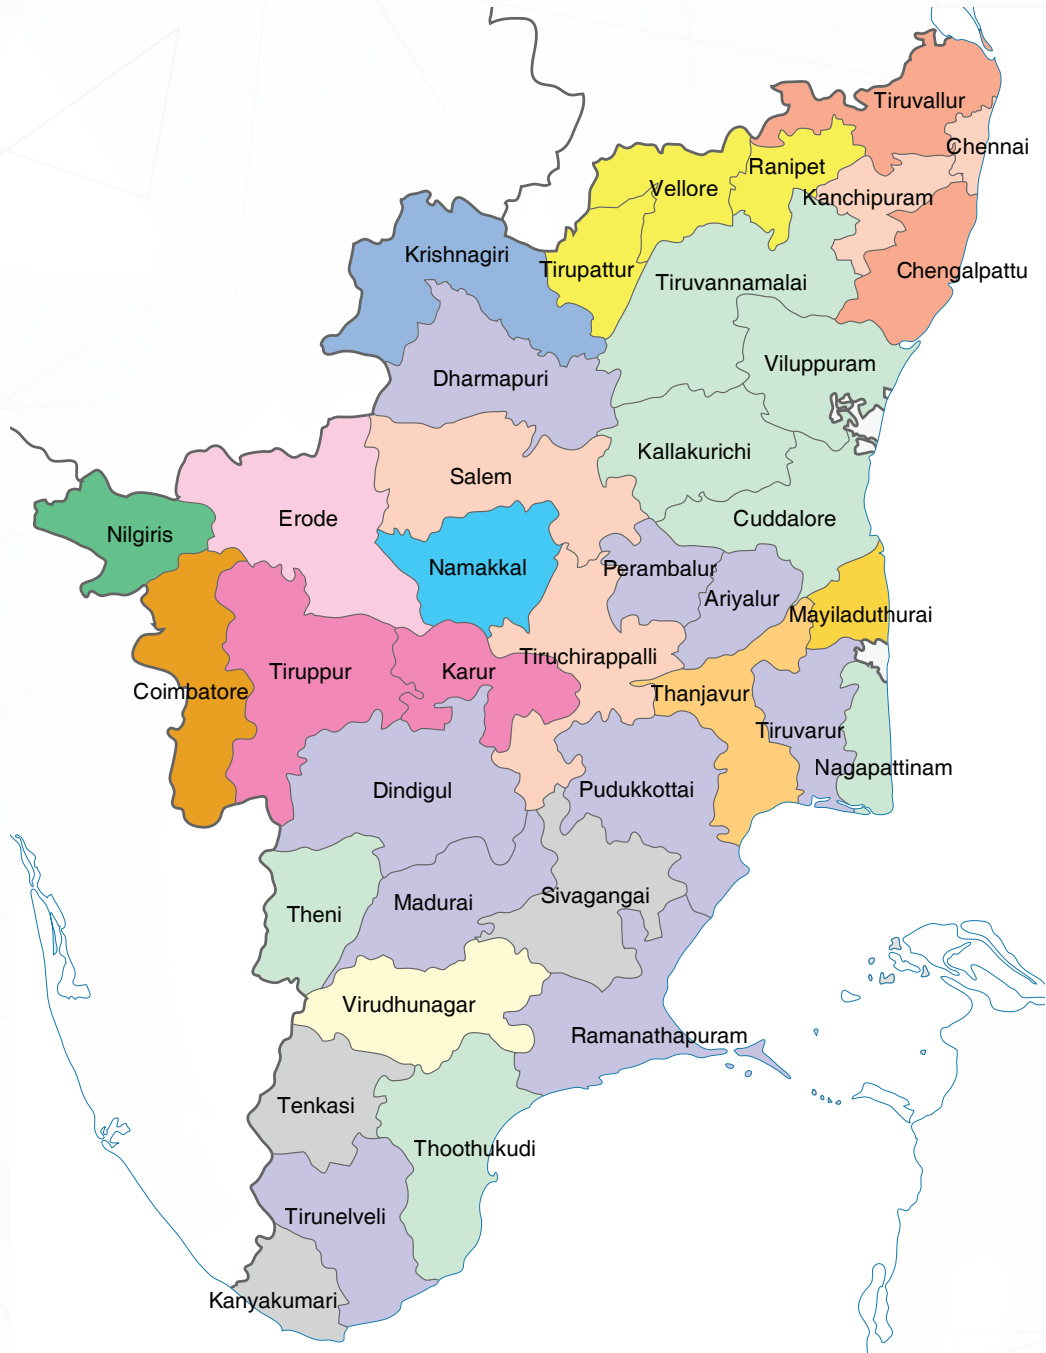 Tiruvallur
Chennai
Ranipet
Vellore
Kanchipuram
Krishnagiri
Tirupattur
Chengalpattu
Tiruvannamalai
Viluppuram
Dharmapuri
Kallakurichi
Salem
Erode
Cuddalore
Nilgiris
Namakkal
Perambalur
Ariyalur
Mayiladuthurai
Tiruchirappalli
Tiruppur
Karur
Coimbatore
Thanjavur
Tiruvarur
Nagapattinam
Dindigul
Pudukkottai
Sivagangai
Madurai
Theni
Virudhunagar
Ramanathapuram
Tenkasi
Thoothukudi
Tirunelveli
Kanyakumari